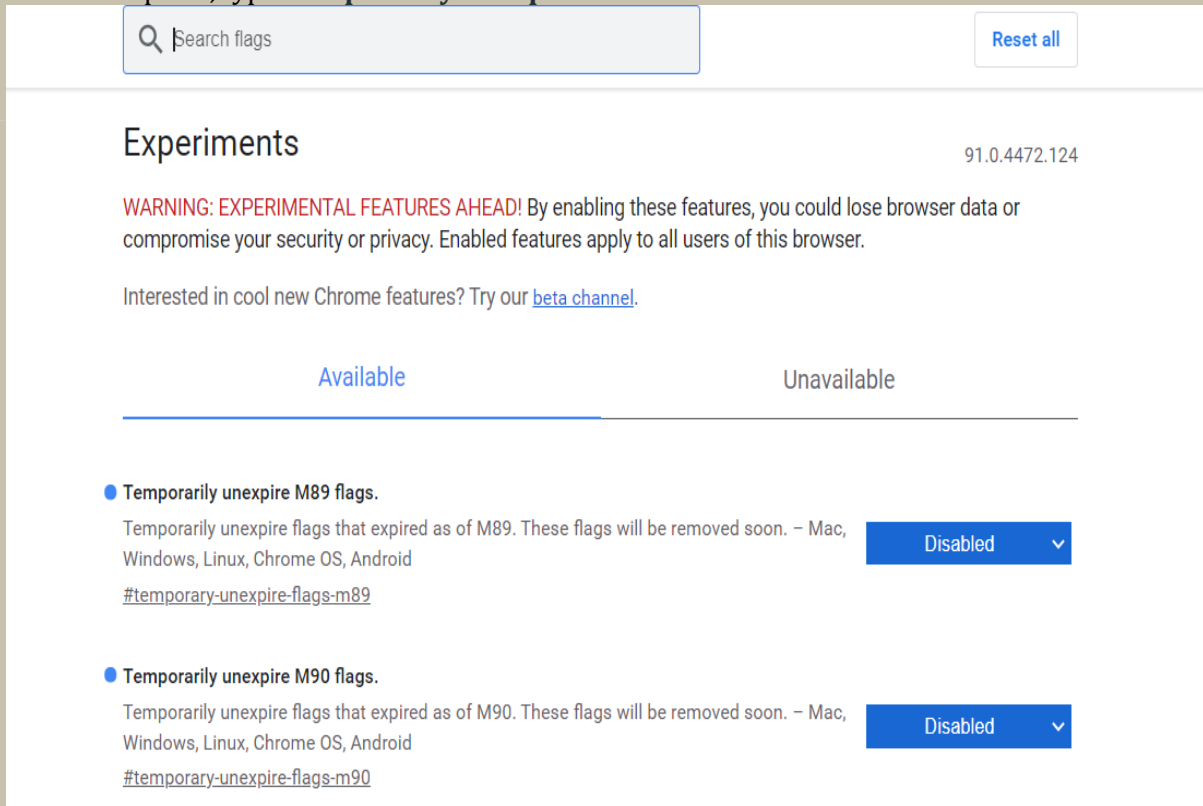 Search flags
Reset all
Experiments
91.0.4472.124
WARNING: EXPERIMENTAL FEATURES AHEAD! By enabling these features, you could lose browser data or
compromise your security or privacy. Enabled features apply to all users of this browser.
Interested in cool new Chrome features? Try our beta channel.
Available
Unavailable
Temporarily unexpire M89 flags.
Temporarily unexpire flags that expired as of M89. These flags will be removed soon. – Mac,
Windows, Linux, Chrome OS, Android
Disabled
#temporary-unexpire-flags-m89
Temporarily unexpire M90 flags.
Temporarily unexpire flags that expired as of M90. These flags will be removed soon. – Mac,
Windows, Linux, Chrome OS, Android
Disabled
#temporary-unexpire-flags-m90